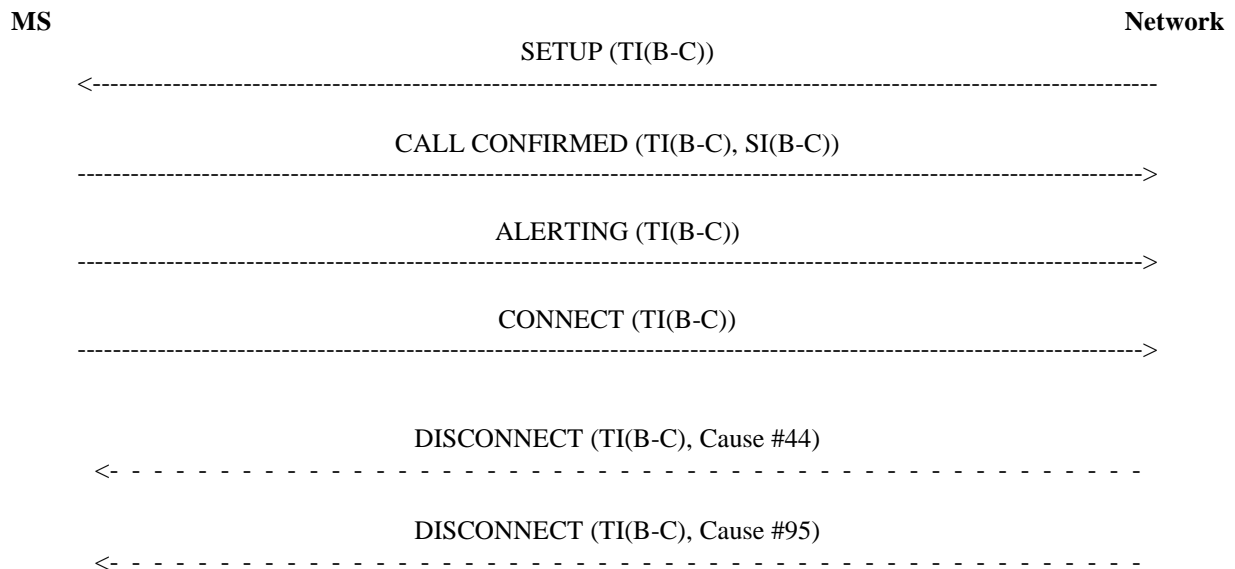 MS Network
SETUP (TI(B-C))
<------------------------------------------------------------------------------------------------------------------------
CALL CONFIRMED (TI(B-C), SI(B-C))
------------------------------------------------------------------------------------------------------------------------>
ALERTING (TI(B-C))
------------------------------------------------------------------------------------------------------------------------>
CONNECT (TI(B-C))
------------------------------------------------------------------------------------------------------------------------>
DISCONNECT (TI(B-C), Cause #44)
<- - - - - - - - - - - - - - - - - - - - - - - - - - - - - - - - - - - - - - - - - - - - - - -
DISCONNECT (TI(B-C), Cause #95)
<- - - - - - - - - - - - - - - - - - - - - - - - - - - - - - - - - - - - - - - - - - - - - - -